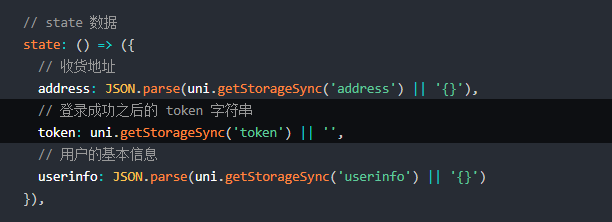 // state 数据
state: () => ({
// 收货地址
address: JSON.parse(uni.getStorageSync('address') || '{}'),
// 登录成功之后的 token 字符串
token: uni.getStorageSync('token') || '',
// 用户的基本信息
userinfo: JSON.parse(uni.getStorageSync('userinfo') || '{}')
}),